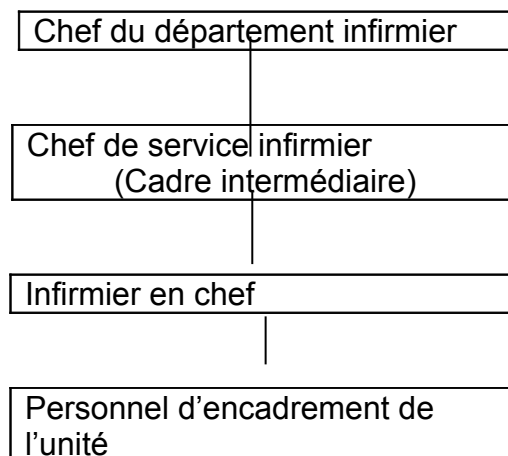 Chef du département infirmier
Chef de service infirmier
(Cadre intermédiaire)
Infirmier en chef
Personnel d’encadrement de
l’unité